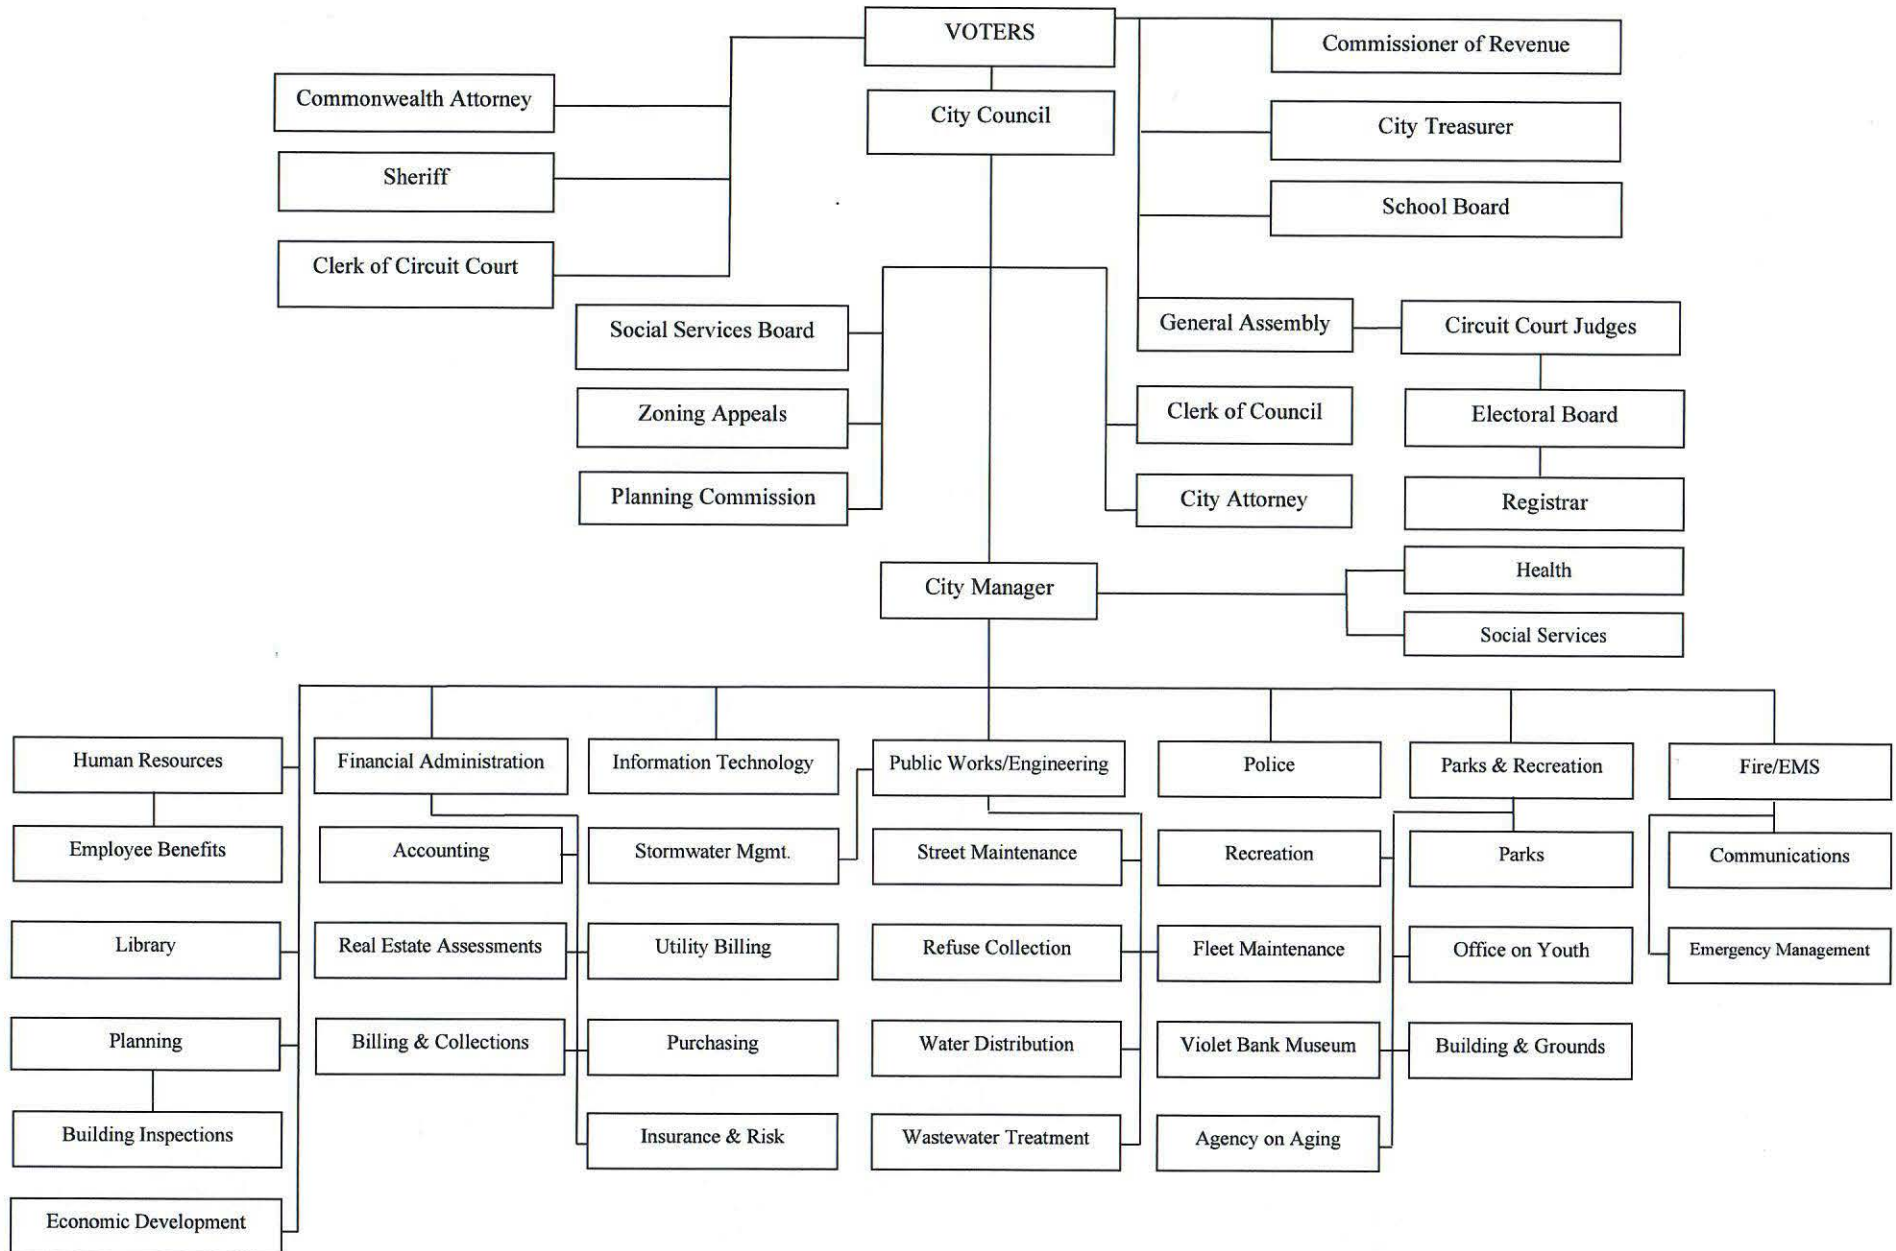 VOTERS
Commissioner of Revenue
Commonwealth Attorney
City Council
City Treasurer
Sheriff
School Board
Clerk of Circuit Court
Social Services Board
General Assembly
Circuit Court Judges
Zoning Appeals
Clerk of Council
Electoral Board
Planning Commission
City Attorney
Registrar
City Manager
Health
Social Services
Human Resources
Financial Administration
Information Technology
Public Works/Engineering
Police
Parks & Recreation
Fire/EMS
Employee Benefits
Accounting
Stormwater Mgmt.
Street Maintenance
Recreation
Parks
Communications
Library
Real Estate Assessments
Utility Billing
Refuse Collection
Fleet Maintenance
Office on Youth
Emergency Management
Planning
Billing & Collections
Purchasing
Water Distribution
Violet Bank Museum
Building & Grounds
Building Inspections
Insurance & Risk
Wastewater Treatment
Agency on Aging
Economic Development